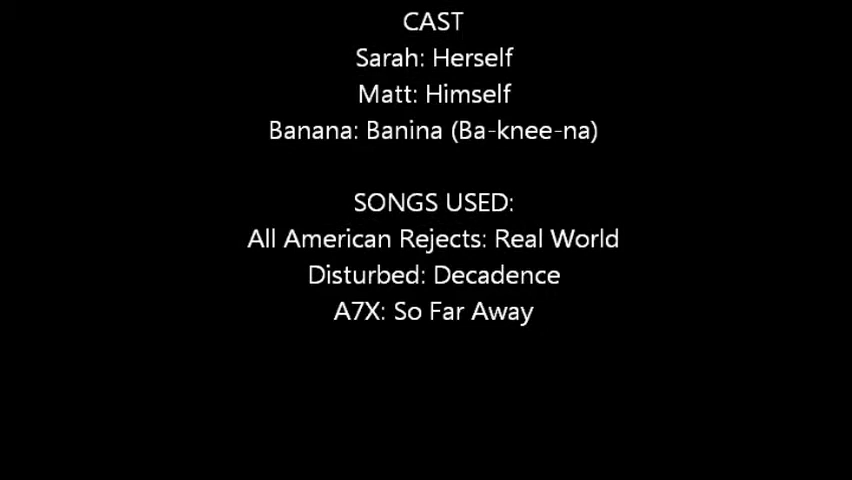 CAST
Sarah: Herself
Matt: Himself
Banana: Banina (Ba-knee-na)
SONGS USED:
All American Rejects: Real World
Disturbed: Decadence
A7X: So Far Away